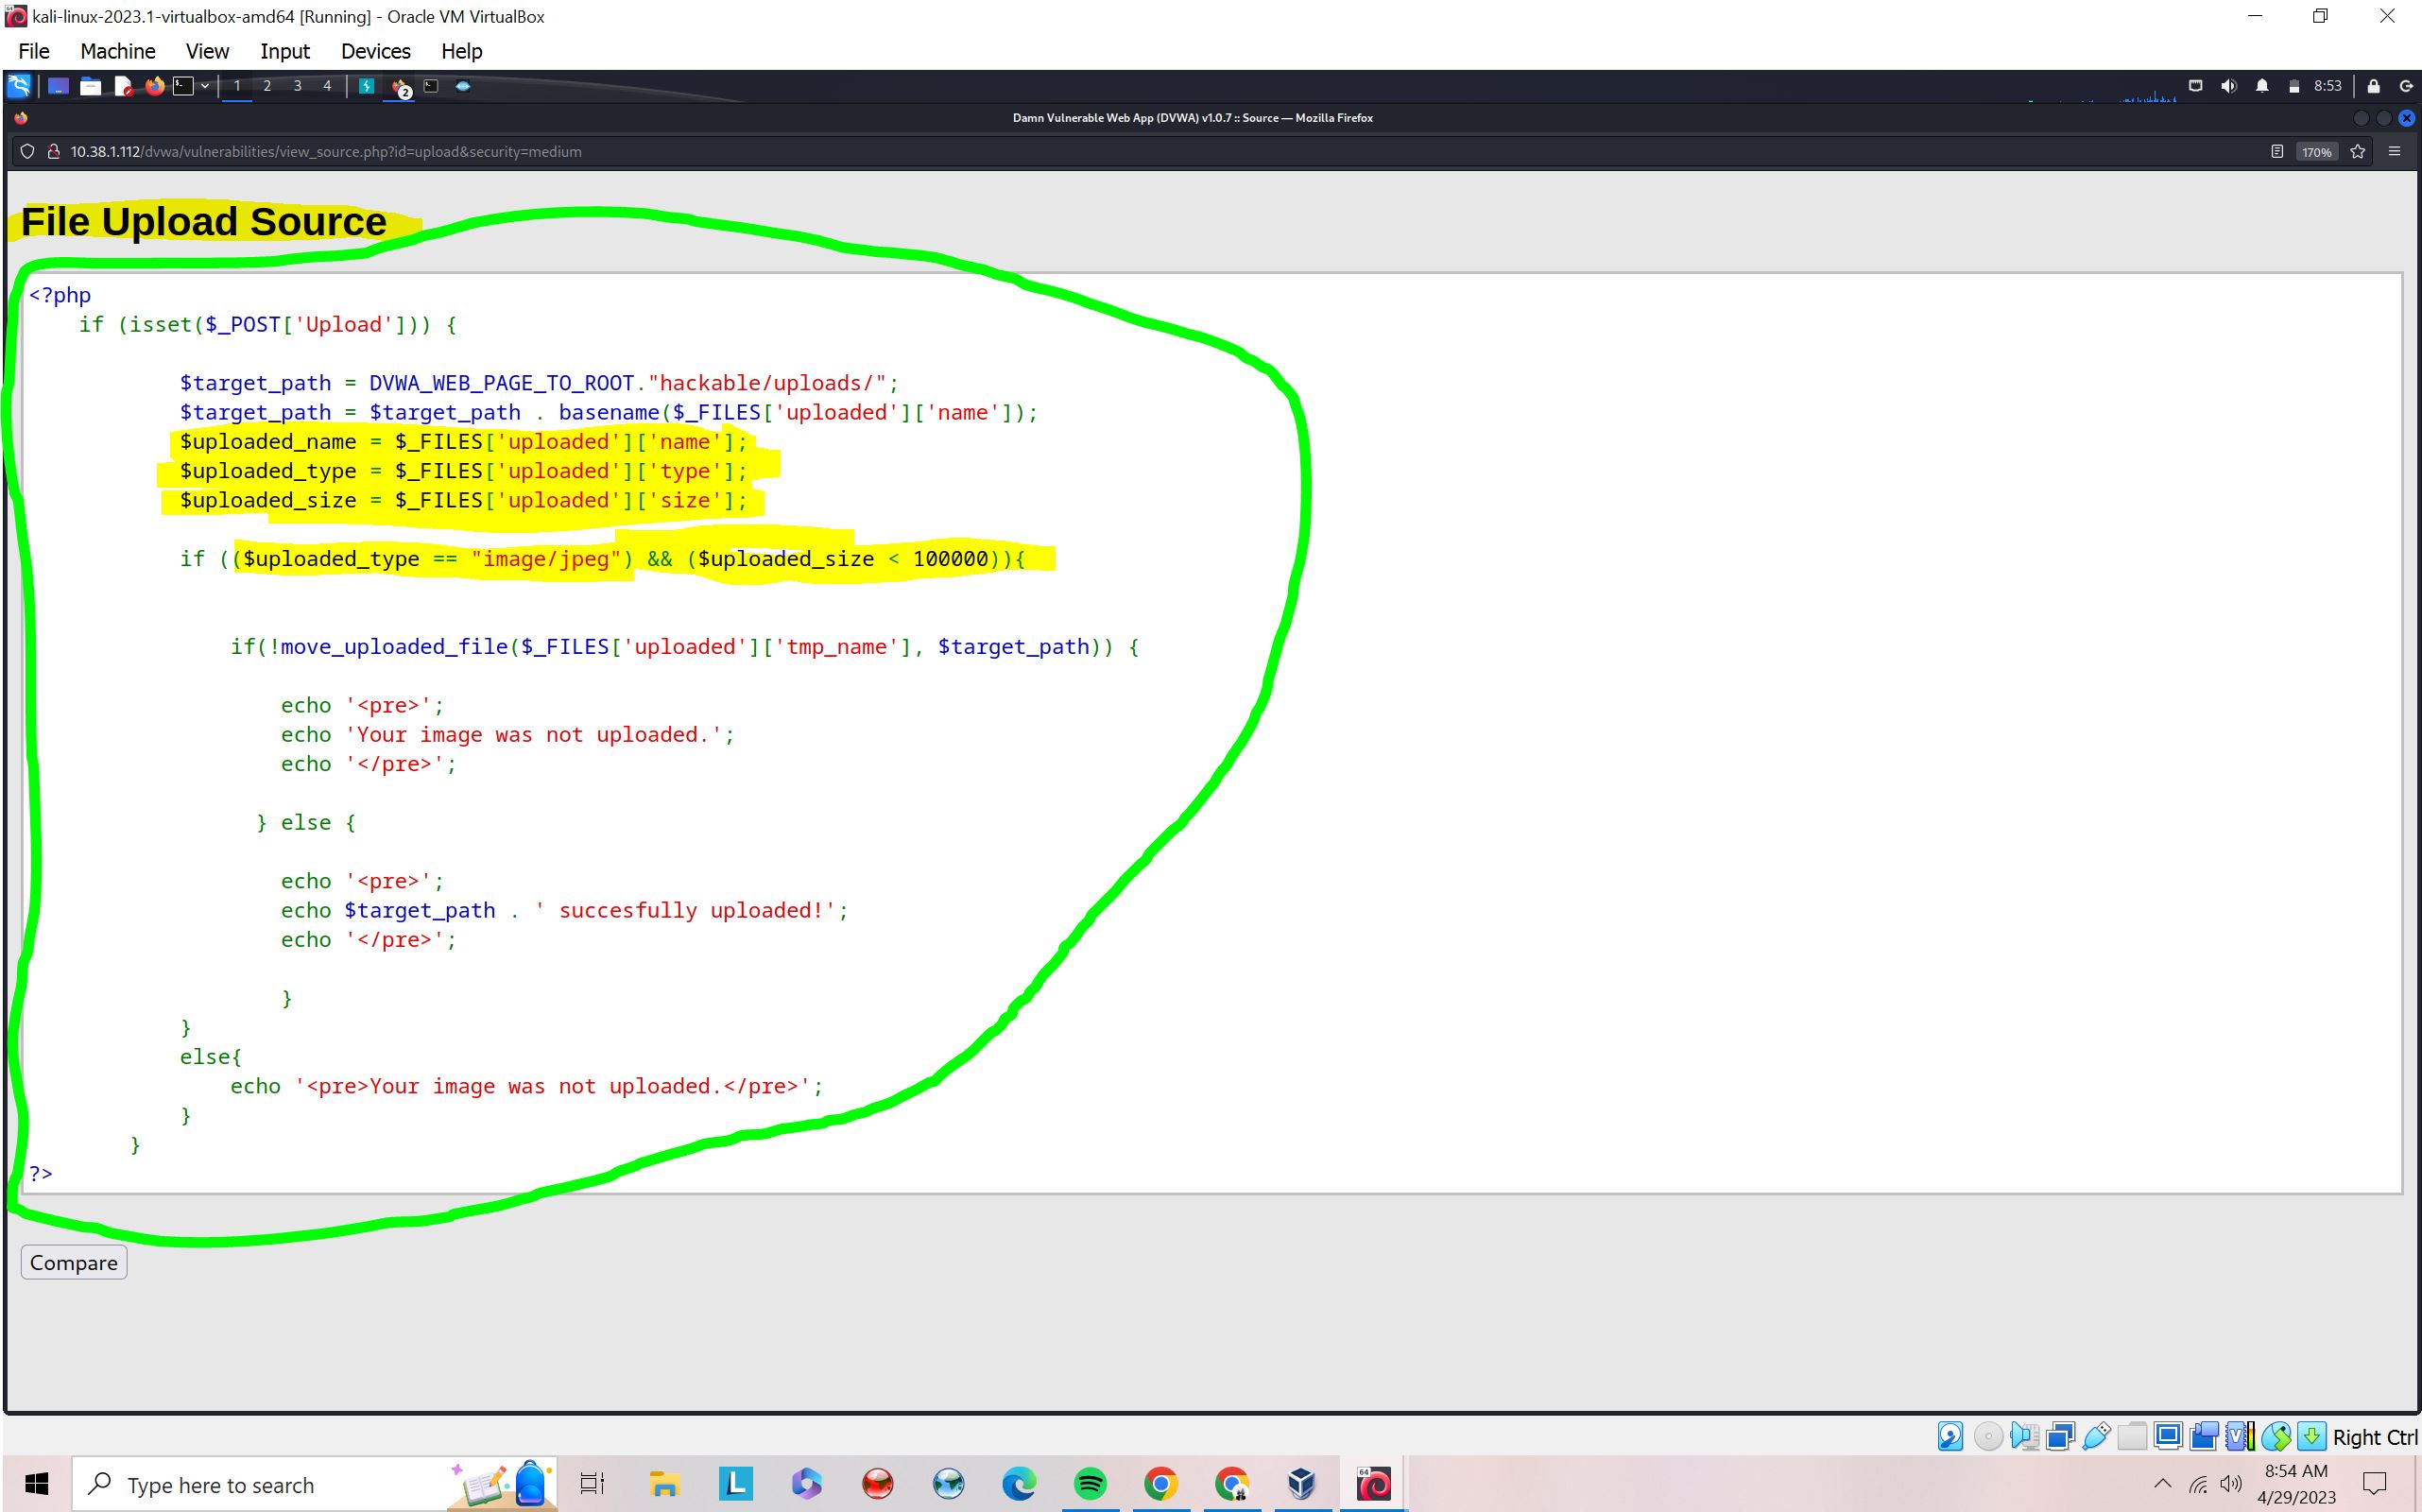 kali-linux-2023.1-virtualbox-amd64 [Running] - Oracle VM VirtualBox
File Machine View Input Devices Help
1 2 3 4 2 8:53
Damn Vulnerable Web App (DVWA) v1.0.7 :: Source — Mozilla Firefox
10.38.1.112/dvwa/vulnerabilities/view_source.php?id=upload&security=medium 170%
File Upload Source
<?php
if (isset($_POST['Upload'])) {
$target_path = DVWA_WEB_PAGE_TO_ROOT."hackable/uploads/";
$target_path = $target_path . basename($_FILES['uploaded']['name']);
$uploaded_name = $_FILES['uploaded']['name'];
$uploaded_type = $_FILES['uploaded']['type'];
$uploaded_size = $_FILES['uploaded']['size'];
if (($uploaded_type == "image/jpeg") && ($uploaded_size < 100000)){
if(!move_uploaded_file($_FILES['uploaded']['tmp_name'], $target_path)) {
echo '<pre>';
echo 'Your image was not uploaded.';
echo '</pre>';
} else {
echo '<pre>';
echo $target_path . ' succesfully uploaded!';
echo '</pre>';
}
}
else{
echo '<pre>Your image was not uploaded.</pre>';
}
}
?>
Compare
Right Ctrl
Type here to search
L
64
8:54 AM
4/29/2023